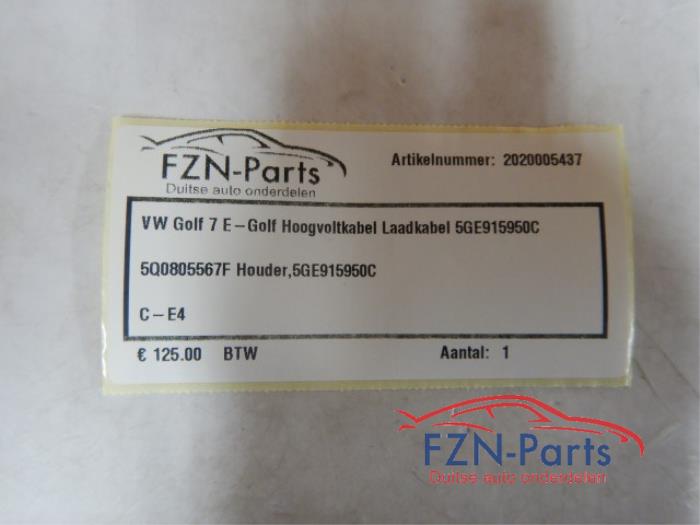 FZN-Parts
Duitse auto onderdelen
Artikelnummer: 2020005437
VW Golf 7 E-Golf Hoogvoltkabel Laadkabel 5GE915950C
5Q0805567F Houder,5GE915950C
C-E4
€ 125.00 BTW
Aantal: 1
FZN-Parts
Duitse auto onderdelen